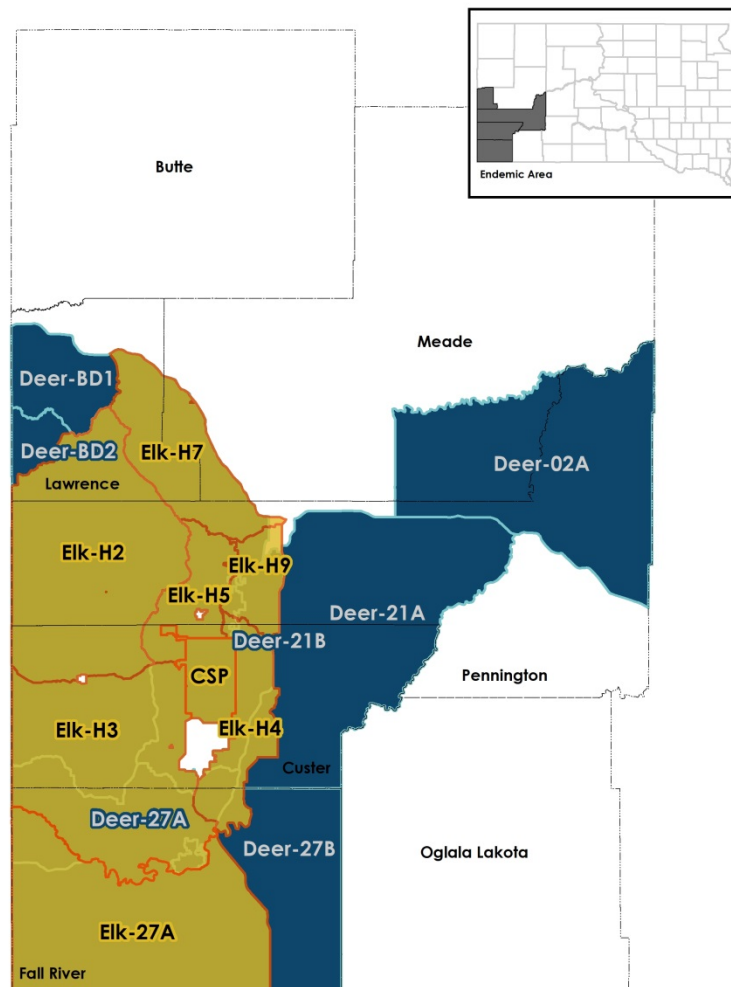 Endemic Area
Butte
Meade
Deer-BD1
Deer-BD2
Elk-H7
Deer-02A
Lawrence
Elk-H2
Elk-H9
Elk-H5
Deer-21A
Deer-21B
CSP
Pennington
Elk-H3
Elk-H4
Custer
Deer-27A
Deer-27B
Oglala Lakota
Elk-27A
Fall River